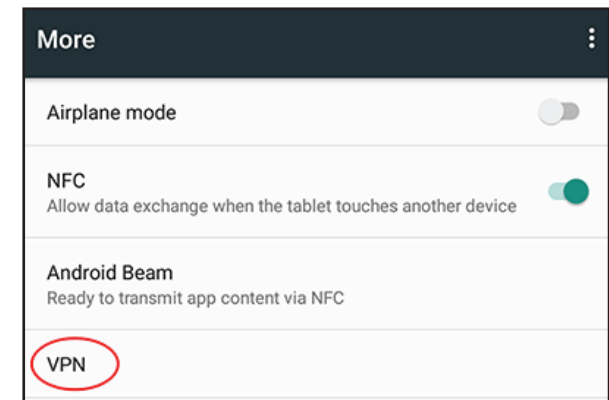 More
Airplane mode
NFC
Allow data exchange when the tablet touches another device
Android Beam
Ready to transmit app content via NFC
VPN